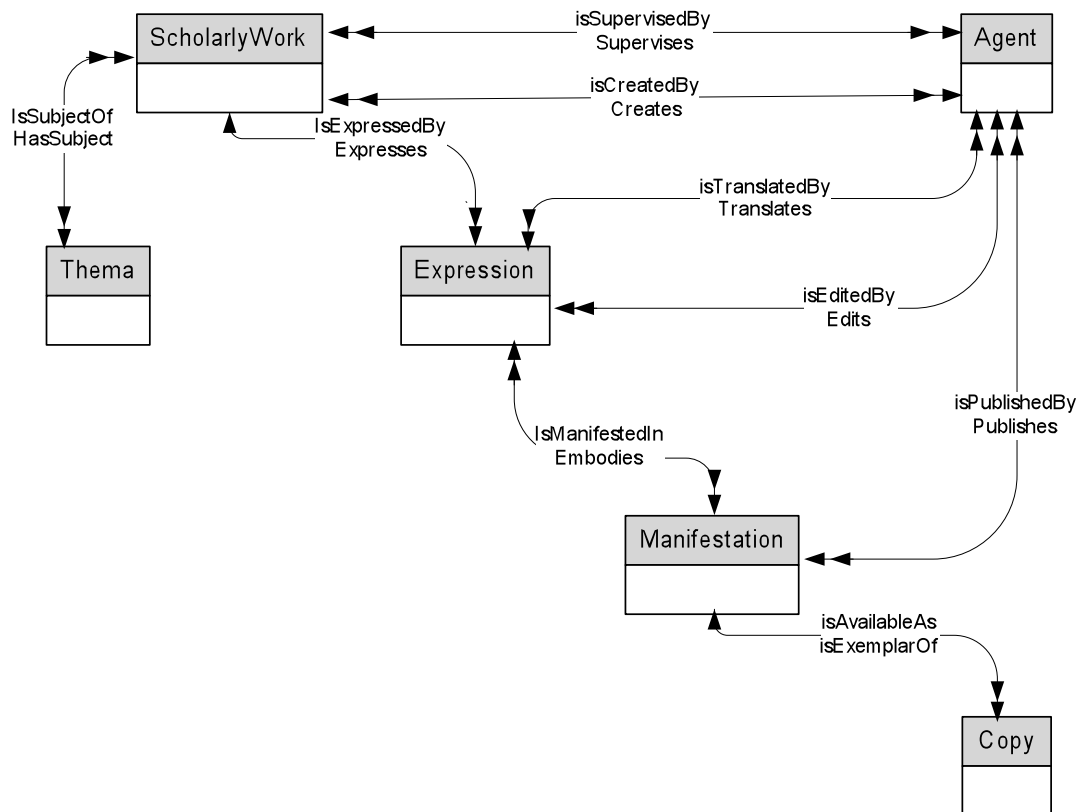 ScholarlyWork
isSupervisedBy
Supervises
Agent
isCreatedBy
Creates
IsSubjectOf
HasSubject
IsExpressedBy
Expresses
isTranslatedBy
Translates
Thema
Expression
isEditedBy
Edits
isPublishedBy
Publishes
IsManifestedIn
Embodies
Manifestation
isAvailableAs
isExemplarOf
Copy